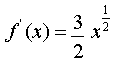 f'(x) = 3/2 x^(1/2)